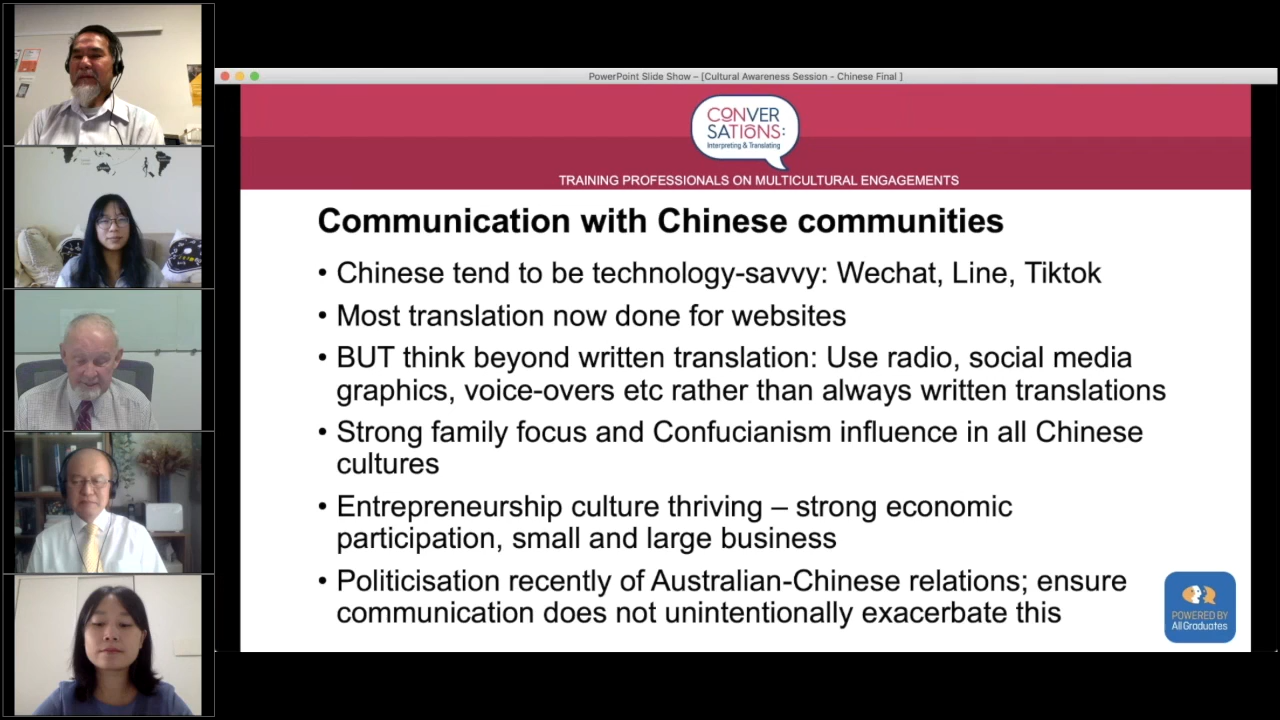 PowerPoint Slide Show – [Cultural Awareness Session - Chinese Final ]
CONVER
SATIONS:
Interpreting & Translating
TRAINING PROFESSIONALS ON MULTICULTURAL ENGAGEMENTS
Communication with Chinese communities
• Chinese tend to be technology-savvy: Wechat, Line, Tiktok
• Most translation now done for websites
• BUT think beyond written translation: Use radio, social media
graphics, voice-overs etc rather than always written translations
• Strong family focus and Confucianism influence in all Chinese
cultures
• Entrepreneurship culture thriving – strong economic
participation, small and large business
• Politicisation recently of Australian-Chinese relations; ensure
communication does not unintentionally exacerbate this
POWERED BY
All Graduates